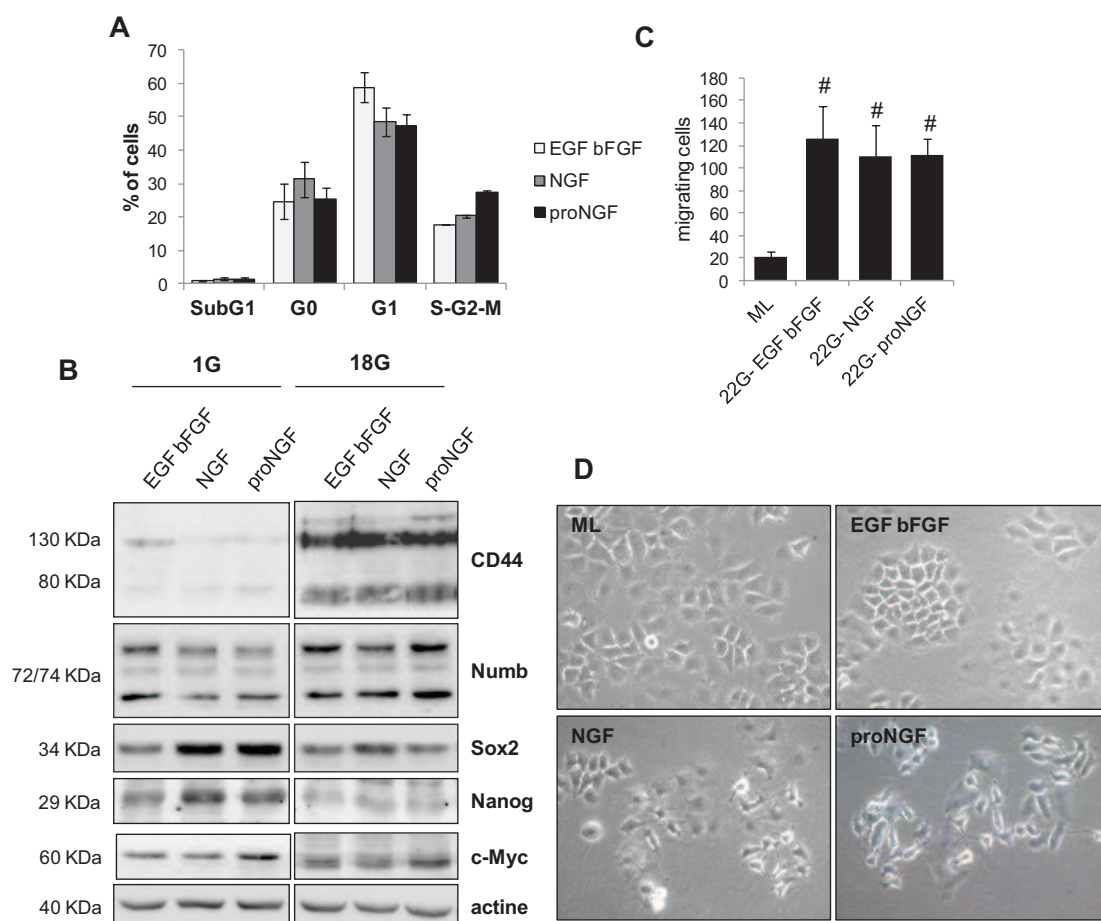 A
70
60
50
40
30
20
10
0
% of cells
SubG1 G0 G1 S-G2-M
EGF bFGF
NGF
proNGF
C
180
160
140
120
100
80
60
40
20
0
migrating cells
# # #
ML
22G- EGF bFGF
22G- NGF
22G- proNGF
B
1G 18G
EGF bFGF NGF proNGF EGF bFGF NGF proNGF
130 KDa
80 KDa
CD44
72/74 KDa
Numb
34 KDa
Sox2
29 KDa
Nanog
60 KDa
c-Myc
40 KDa
actine
D
ML
EGF bFGF
NGF
proNGF